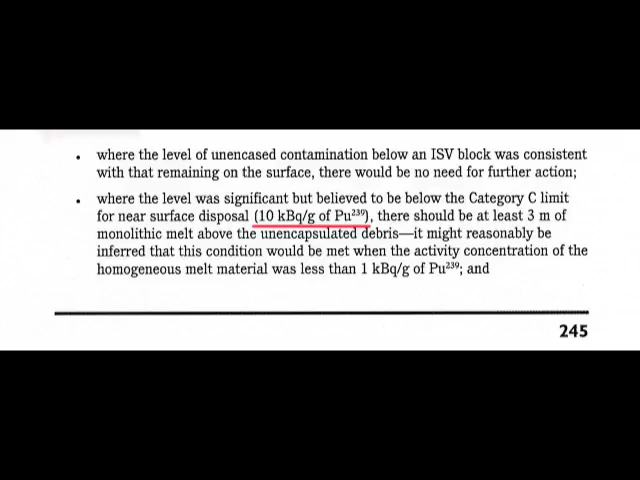 • where the level of unencased contamination below an ISV block was consistent
with that remaining on the surface, there would be no need for further action;
• where the level was significant but believed to be below the Category C limit
for near surface disposal (10 kBq/g of Pu²³⁹), there should be at least 3 m of
monolithic melt above the unencapsulated debris—it might reasonably be
inferred that this condition would be met when the activity concentration of the
homogeneous melt material was less than 1 kBq/g of Pu²³⁹; and
245